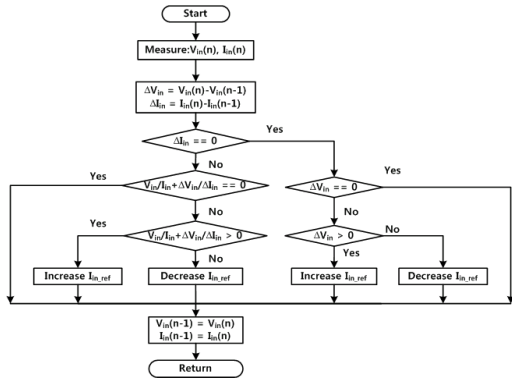 Start
Measure:Vin(n), Iin(n)
ΔVin = Vin(n)-Vin(n-1)
ΔIin = Iin(n)-Iin(n-1)
ΔIin == 0
Yes
No
Yes
Vin/Iin+ΔVin/ΔIin == 0
ΔVin == 0
Yes
No
No
Yes
Vin/Iin+ΔVin/ΔIin > 0
ΔVin > 0
No
No
Yes
Increase Iin_ref
Decrease Iin_ref
Increase Iin_ref
Decrease Iin_ref
Vin(n-1) = Vin(n)
Iin(n-1) = Iin(n)
Return